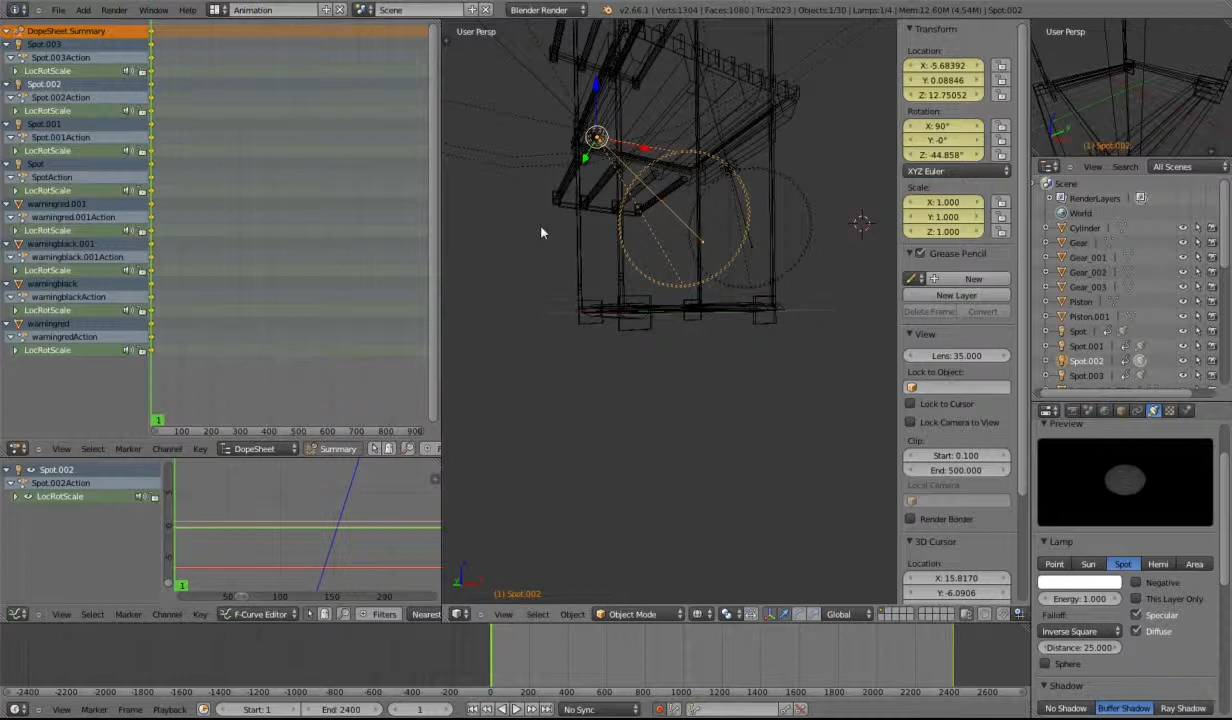 File Add Render Window Help Animation Scene Blender Render v2.66.1 | Verts:1304 | Faces:1080 | Tris:2023 | Objects:1/30 | Lamps:1/4 | Mem:12.60M (4.54M) | Spot.002
DopeSheet Summary
Spot.003
Spot.003Action
LocRotScale
Spot.002
Spot.002Action
LocRotScale
Spot.001
Spot.001Action
LocRotScale
Spot
SpotAction
LocRotScale
warningred.001
warningred.001Action
LocRotScale
warningblack.001
warningblack.001Action
LocRotScale
warningblack
warningblackAction
LocRotScale
warningred
warningredAction
LocRotScale
1
100 200 300 400 500 600 700 800 900
View Select Marker Channel Key DopeSheet Summary
Spot.002
Spot.002Action
LocRotScale
1
50 100 150 200
View Select Marker Channel Key F-Curve Editor Filters Nearest
User Persp
(1) Spot.002
View Select Object Object Mode Global
Transform
Location:
X: -5.68392
Y: 0.08846
Z: 12.75052
Rotation:
X: 90°
Y: -0°
Z: -44.858°
XYZ Euler
Scale:
X: 1.000
Y: 1.000
Z: 1.000
Grease Pencil
New
New Layer
Delete Frame Convert
View
Lens: 35.000
Lock to Object:
Lock to Cursor
Lock Camera to View
Clip:
Start: 0.100
End: 500.000
Local Camera:
Render Border
3D Cursor
Location:
X: 15.8170
Y: -6.0906
User Persp
(1) Spot.002
View Search All Scenes
Scene
RenderLayers
World
Cylinder
Gear
Gear_001
Gear_002
Gear_003
Piston
Piston.001
Spot
Spot.001
Spot.002
Spot.003
Preview
Lamp
Point Sun Spot Hemi Area
Negative
Energy: 1.000 This Layer Only
Falloff: Specular
Inverse Square Diffuse
Distance: 25.000
Sphere
Shadow
No Shadow Buffer Shadow Ray Shadow
-2400 -2200 -2000 -1800 -1600 -1400 -1200 -1000 -800 -600 -400 -200 0 200 400 600 800 1000 1200 1400 1600 1800 2000 2200 2400 2600
View Marker Frame Playback Start: 1 End: 2400 1 No Sync